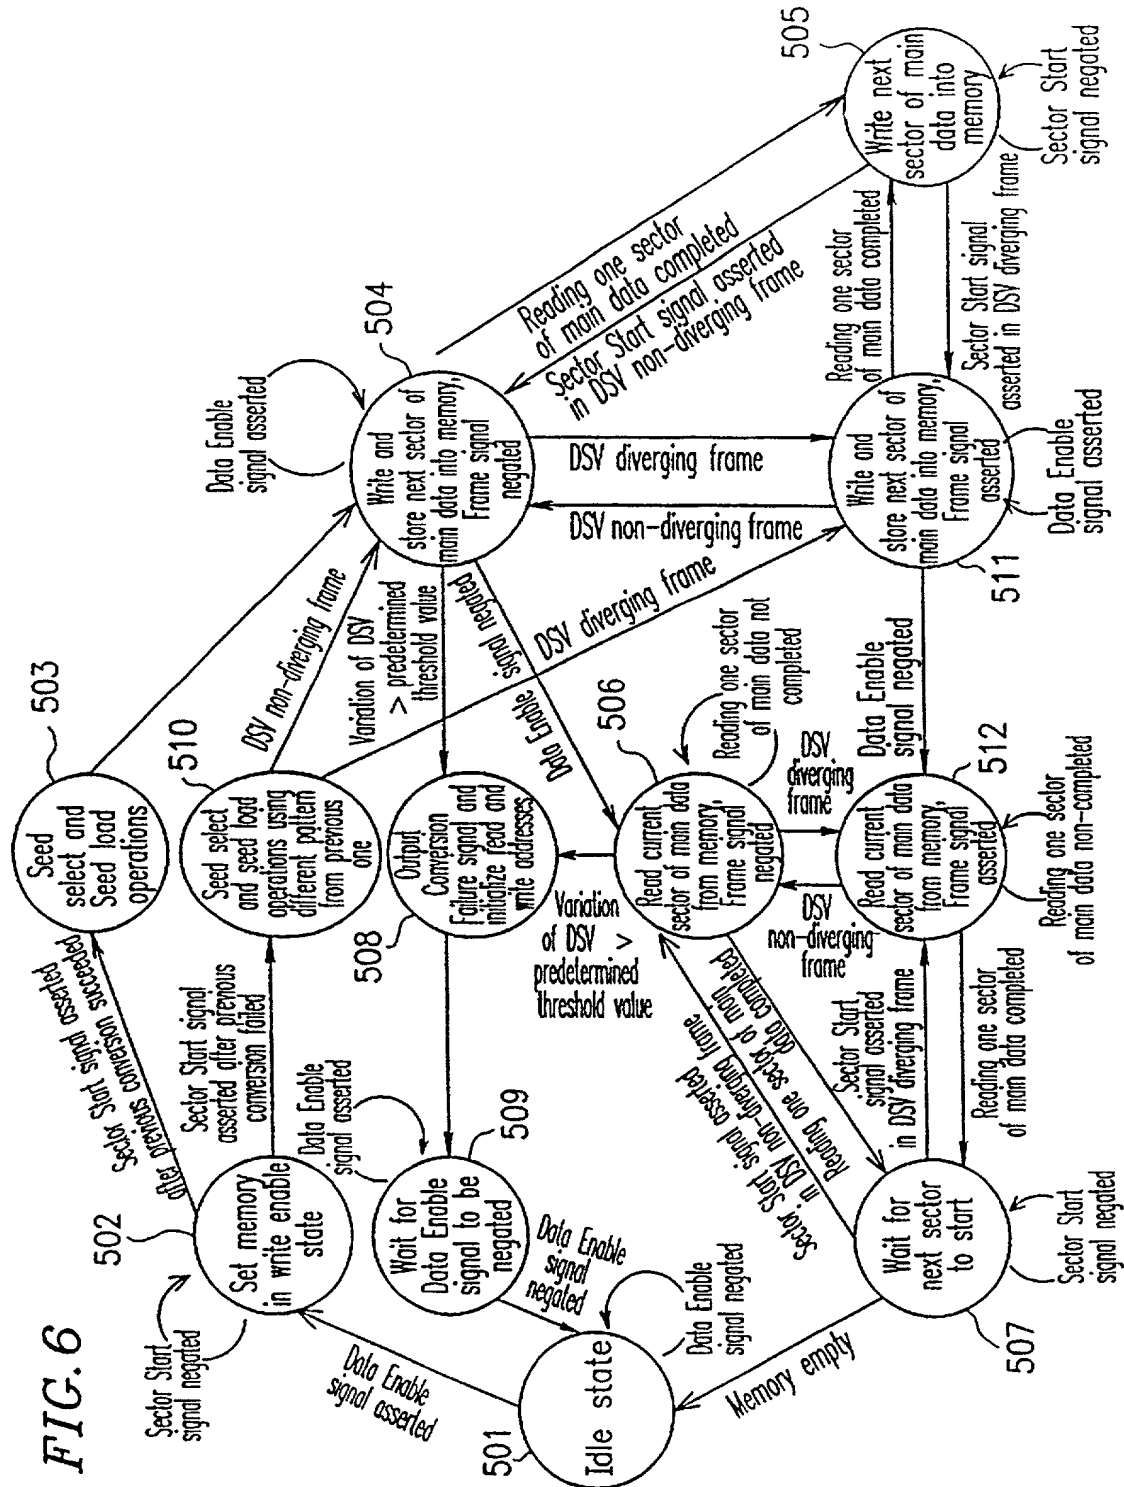 FIG. 6
501
Idle state
Data Enable
signal negated
Data Enable
signal asserted
502
Set memory
in write enable
state
Sector Start
signal negated
Sector Start signal asserted
after previous conversion succeeded
503
Seed
select and
Seed load
operations
Sector Start signal
asserted after previous
conversion failed
510
Seed select
and seed load
operations using
different pattern
from previous
one
DSV non-diverging frame
DSV diverging frame
504
Write and
store next sector of
main data into memory,
Frame signal
negated
Data Enable
signal asserted
Variation of DSV
> predetermined
threshold value
Data Enable
signal negated
508
Output
Conversion
Failure signal and
initialize read and
write addresses
509
Wait for
Data Enable
signal to be
negated
Data Enable
signal asserted
Data Enable
signal
negated
Reading one sector
of main data completed
Sector Start signal asserted
in DSV non-diverging frame
505
Write next
sector of main
data into
memory
Sector Start
signal negated
Reading one sector
of main data completed
Sector Start signal
asserted in DSV diverging frame
DSV diverging frame
DSV non-diverging frame
511
Write and
store next sector of
main data into memory,
Frame signal
asserted
Data Enable
signal asserted
Data Enable
signal negated
506
Read current
sector of main data
from memory,
Frame signal
negated
Reading one sector
of main data not
completed
Variation
of DSV >
predetermined
threshold value
DSV
diverging
frame
DSV
non-diverging
frame
512
Read current
sector of main data
from memory,
Frame signal
asserted
Reading one sector
of main data non-completed
Sector Start signal asserted
in DSV non-diverging frame
Reading one sector of main
data completed
Sector Start
signal asserted
in DSV diverging frame
Reading one sector
of main data completed
507
Wait for
next sector
to start
Sector Start
signal negated
Memory empty